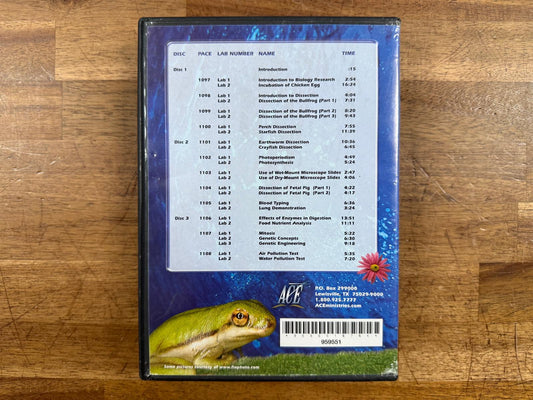 DISC PACE LAB NUMBER NAME TIME
Disc 1 Introduction :15
1097 Lab 1 Introduction to Biology Research 2:54
Lab 2 Incubation of Chicken Egg 16:24
1098 Lab 1 Introduction to Dissection 4:04
Lab 2 Dissection of the Bullfrog (Part 1) 7:31
1099 Lab 1 Dissection of the Bullfrog (Part 2) 8:20
Lab 2 Dissection of the Bullfrog (Part 3) 9:43
1100 Lab 1 Perch Dissection 7:55
Lab 2 Starfish Dissection 11:39
Disc 2 1101 Lab 1 Earthworm Dissection 10:36
Lab 2 Crayfish Dissection 6:45
1102 Lab 1 Photoperiodism 4:49
Lab 2 Photosynthesis 5:24
1103 Lab 1 Use of Wet-Mount Microscope Slides 2:47
Lab 2 Use of Dry-Mount Microscope Slides 4:06
1104 Lab 1 Dissection of Fetal Pig (Part 1) 4:22
Lab 2 Dissection of Fetal Pig (Part 2) 4:17
1105 Lab 1 Blood Typing 6:36
Lab 2 Lung Demonstration 8:24
Disc 3 1106 Lab 1 Effects of Enzymes in Digestion 13:51
Lab 2 Food Nutrient Analysis 11:11
1107 Lab 1 Mitosis 5:22
Lab 2 Genetic Concepts 6:30
Lab 3 Genetic Engineering 9:18
1108 Lab 1 Air Pollution Test 5:35
Lab 2 Water Pollution Test 7:20
ACE
P.O. Box 299000
Lewisville, TX 75029-9000
1.800.925.7777
ACEministries.com
959551
Some pictures courtesy of www.fnaphoto.com